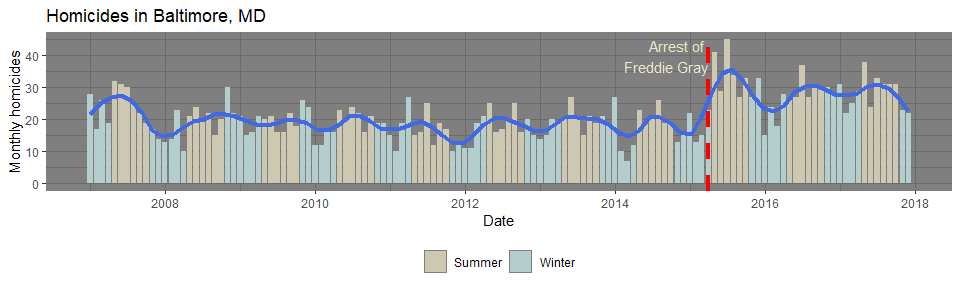 Homicides in Baltimore, MD
Monthly homicides
40
30
20
10
0
Arrest of
Freddie Gray
2008 2010 2012 2014 2016 2018
Date
Summer Winter